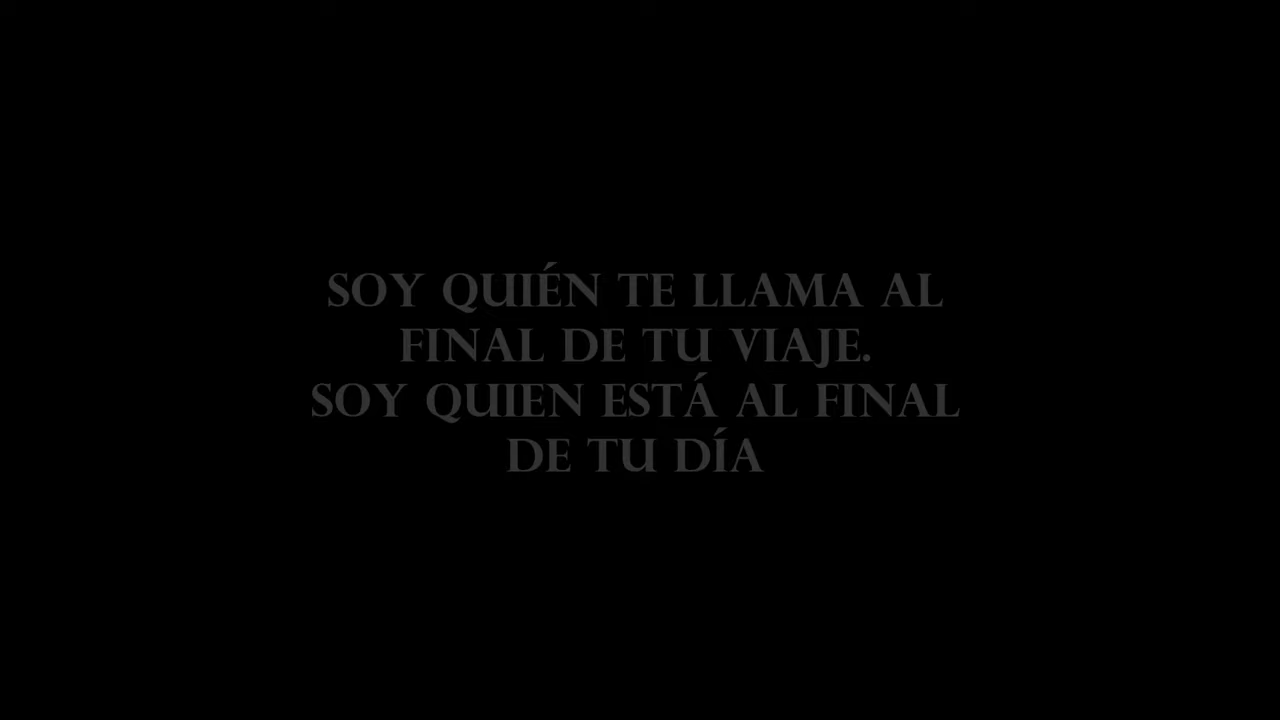 SOY QUIÉN TE LLAMA AL
FINAL DE TU VIAJE.
SOY QUIEN ESTÁ AL FINAL
DE TU DÍA